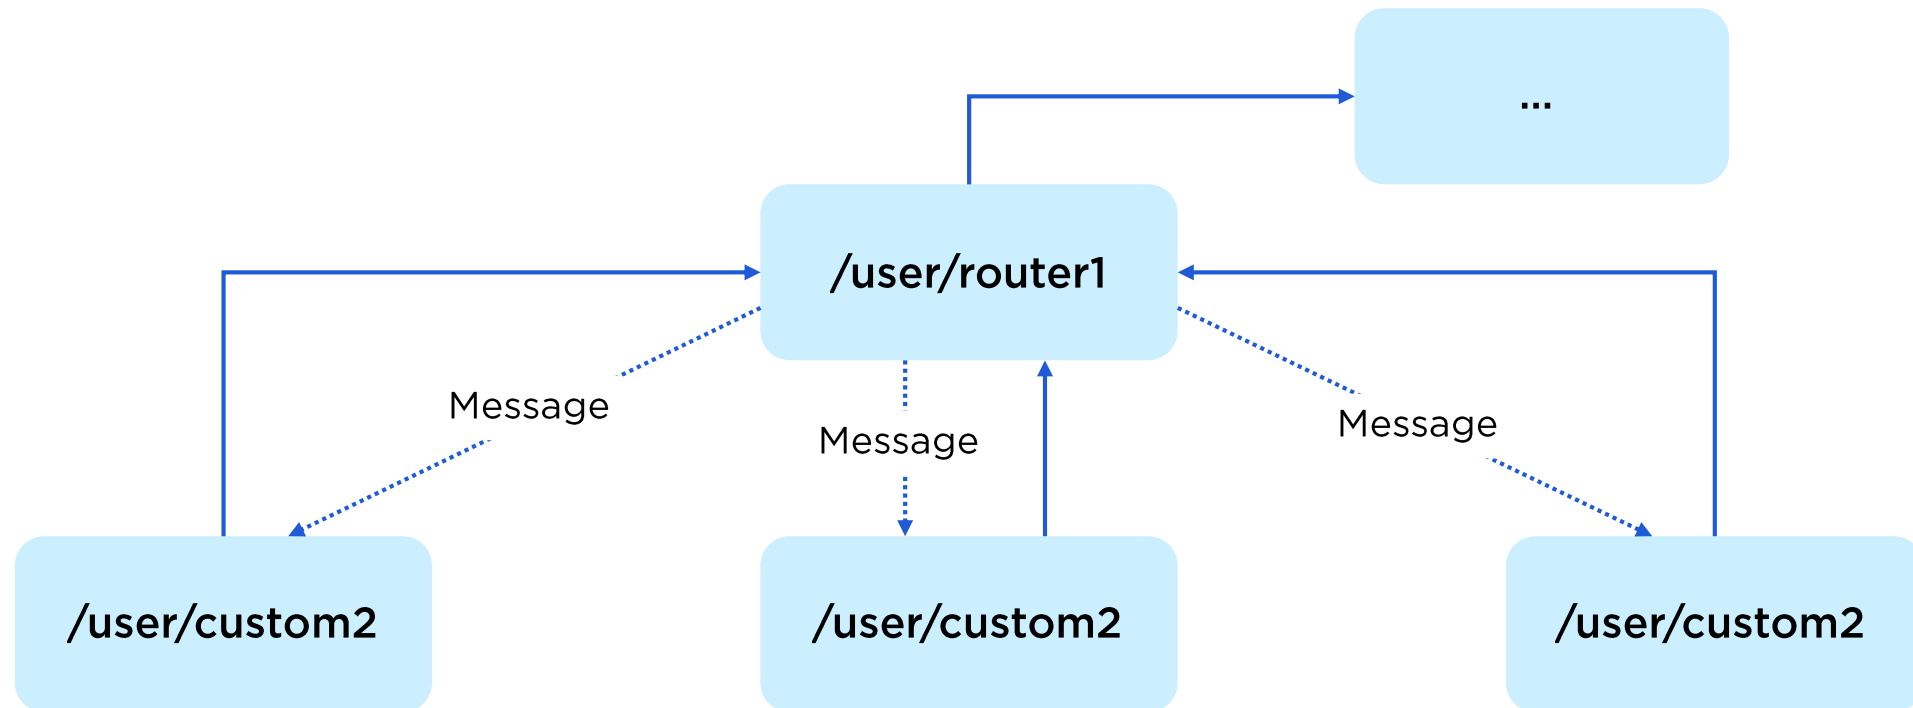 ...
/user/router1
Message
Message
Message
/user/custom2
/user/custom2
/user/custom2